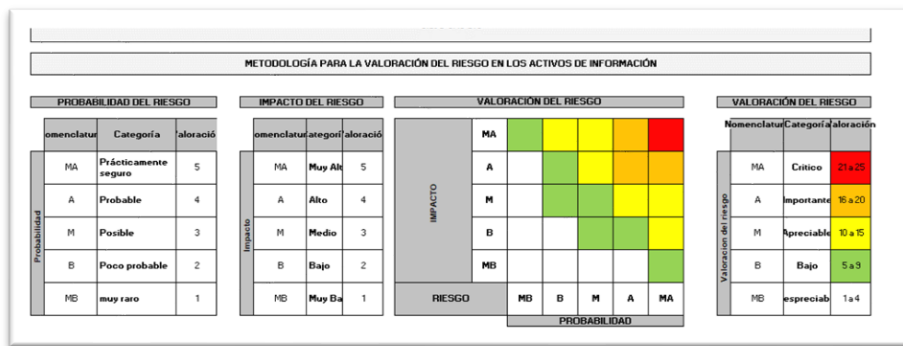 METODOLOGÍA PARA LA VALORACIÓN DEL RIESGO EN LOS ACTIVOS DE INFORMACIÓN
PROBABILIDAD DEL RIESGO
omenclatur Categoría 'aloració
Probabilidad
MA Prácticamente seguro 5
A Probable 4
M Posible 3
B Poco probable 2
MB muy raro 1
IMPACTO DEL RIESGO
omenclatur ategorí 'aloració
Impacto
MA Muy Alt 5
A Alto 4
M Medio 3
B Bajo 2
MB Muy Ba 1
VALORACIÓN DEL RIESGO
IMPACTO
MA
A
M
B
MB
RIESGO MB B M A MA
PROBABILIDAD
VALORACIÓN DEL RIESGO
Nomenclatur Categoría 'aloración
Valoracion del riesgo
MA Critico 21 a 25
A Importante 16 a 20
M Apreciable 10 a 15
B Bajo 5 a 9
MB espreciab 1 a 4